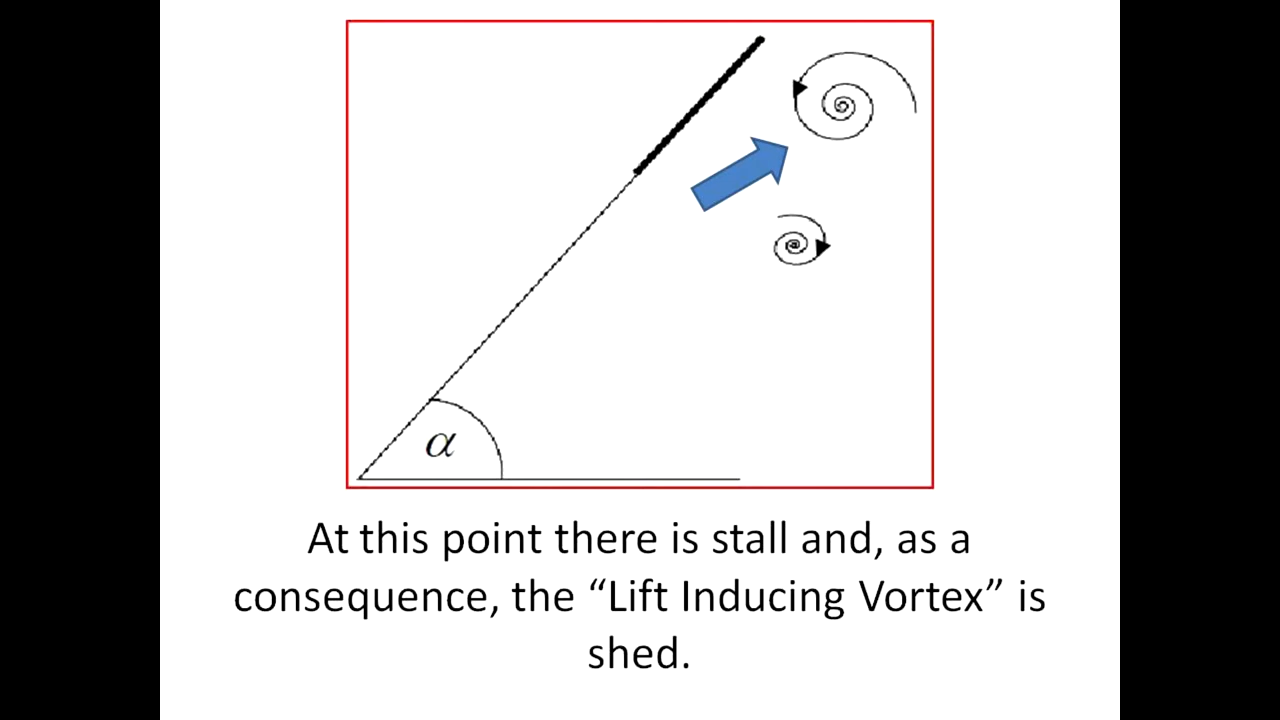 α
At this point there is stall and, as a
consequence, the “Lift Inducing Vortex” is
shed.